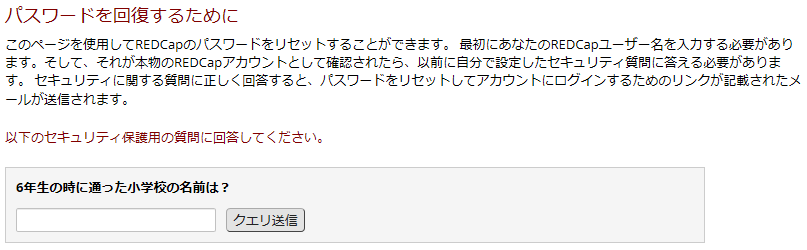 パスワードを回復するために
このページを使用してREDCapのパスワードをリセットすることができます。 最初にあなたのREDCapユーザー名を入力する必要があり
ます。そして、それが本物のREDCapアカウントとして確認されたら、以前に自分で設定したセキュリティ質問に答える必要がありま
す。 セキュリティに関する質問に正しく回答すると、パスワードをリセットしてアカウントにログインするためのリンクが記載されたメ
ールが送信されます。
以下のセキュリティ保護用の質問に回答してください。
6年生の時に通った小学校の名前は？
クエリ送信